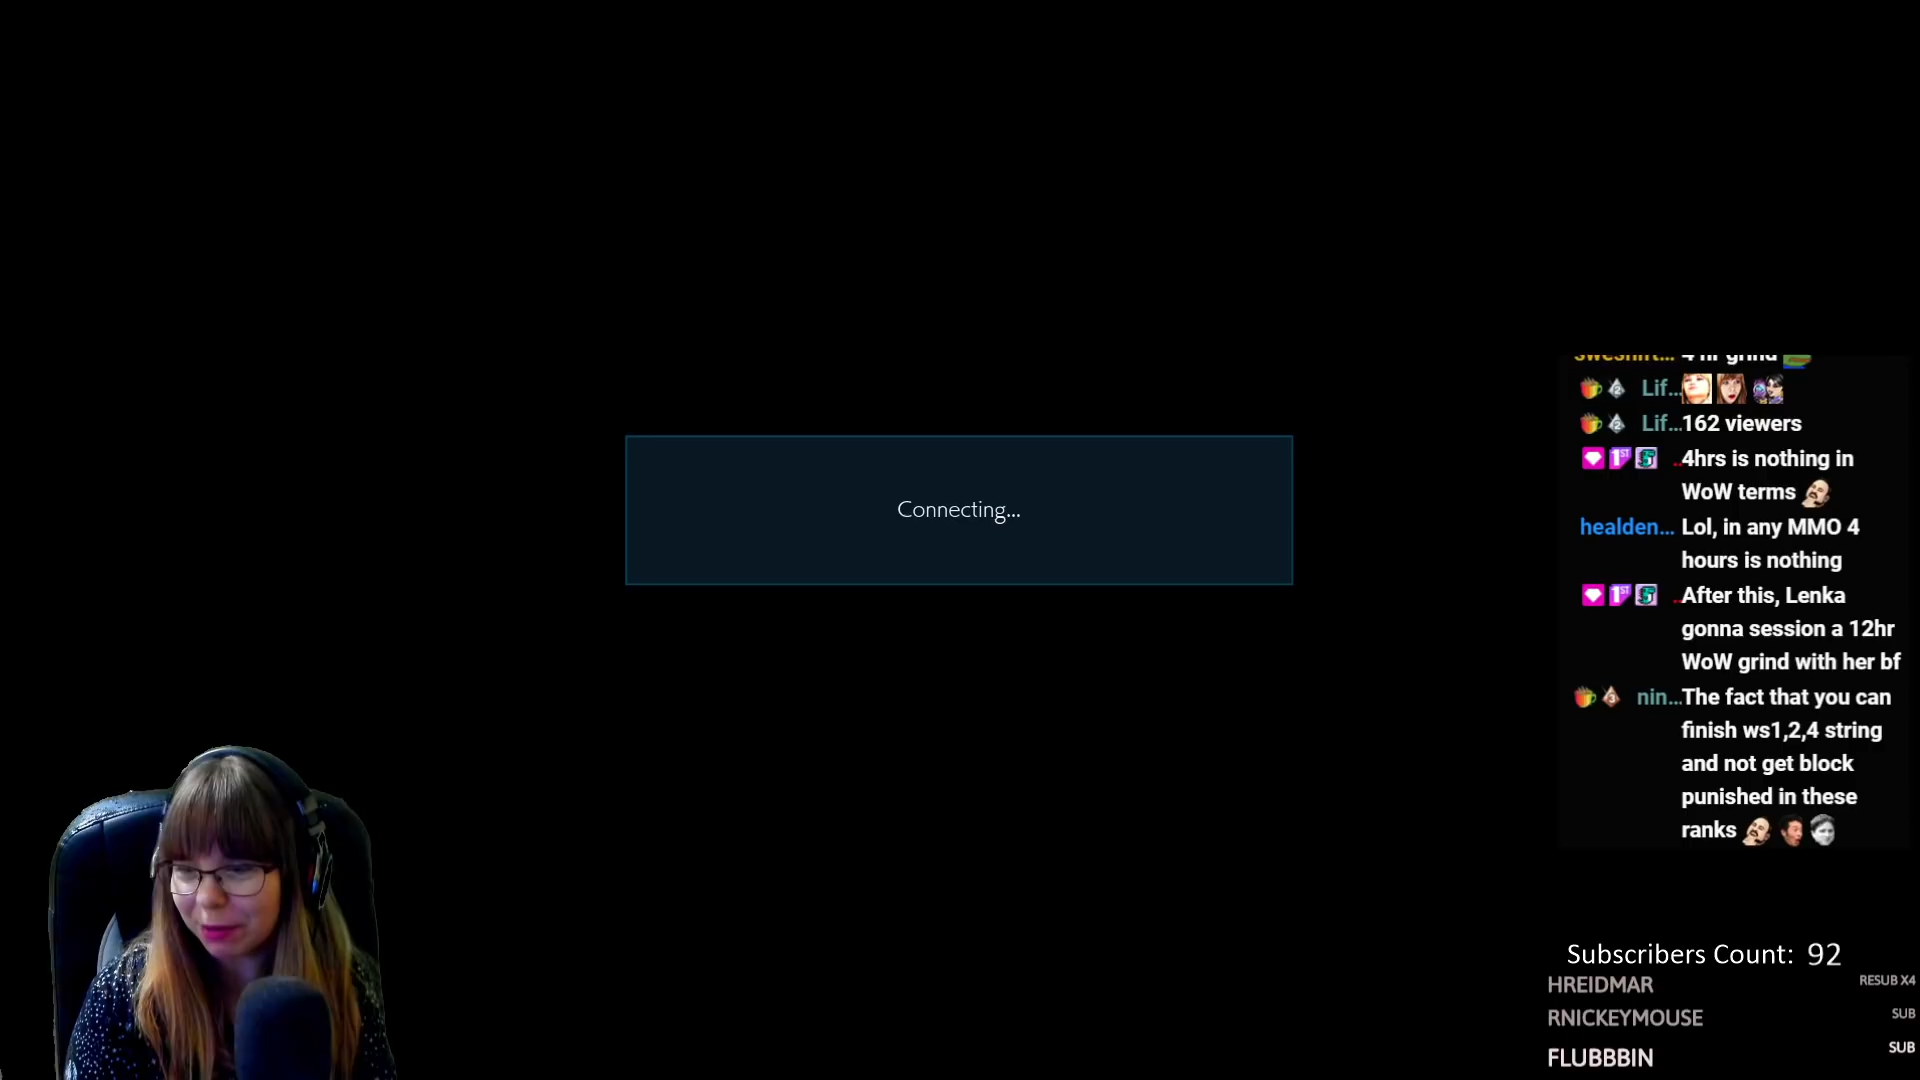 Connecting...
4 hr grind
Lif...
Lif...162 viewers
..4hrs is nothing in
WoW terms
healden... Lol, in any MMO 4
hours is nothing
..After this, Lenka
gonna session a 12hr
WoW grind with her bf
nin...The fact that you can
finish ws1,2,4 string
and not get block
punished in these
ranks
Subscribers Count: 92
HREIDMAR RESUB X4
RNICKEYMOUSE SUB
FLUBBBIN SUB